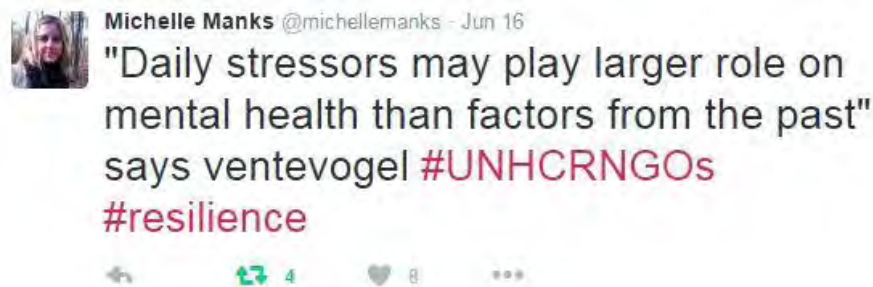 Michelle Manks @michellemanks - Jun 16
"Daily stressors may play larger role on
mental health than factors from the past"
says ventevogel #UNHCRNGOs
#resilience
4 8